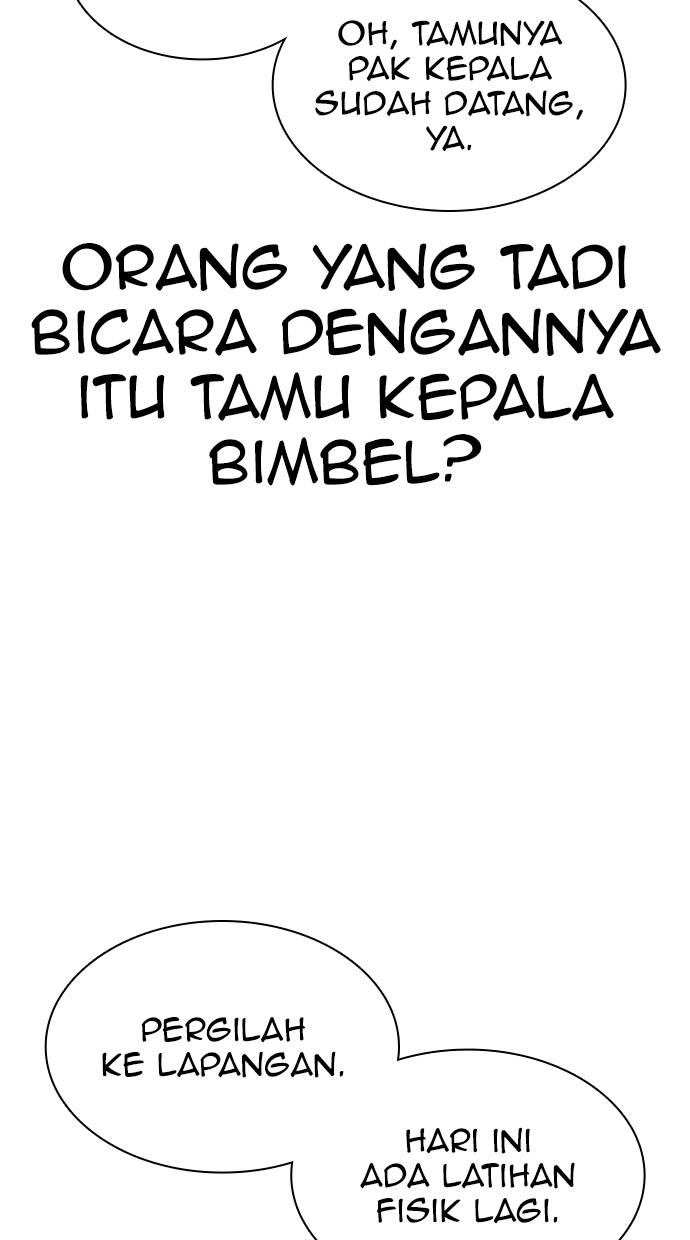 OH, TAMUNYA
PAK KEPALA
SUDAH DATANG,
YA.
ORANG YANG TADI
BICARA DENGANNYA
ITU TAMU KEPALA
BIMBEL?
PERGILAH
KE LAPANGAN.
HARI INI
ADA LATIHAN
FISIK LAGI.